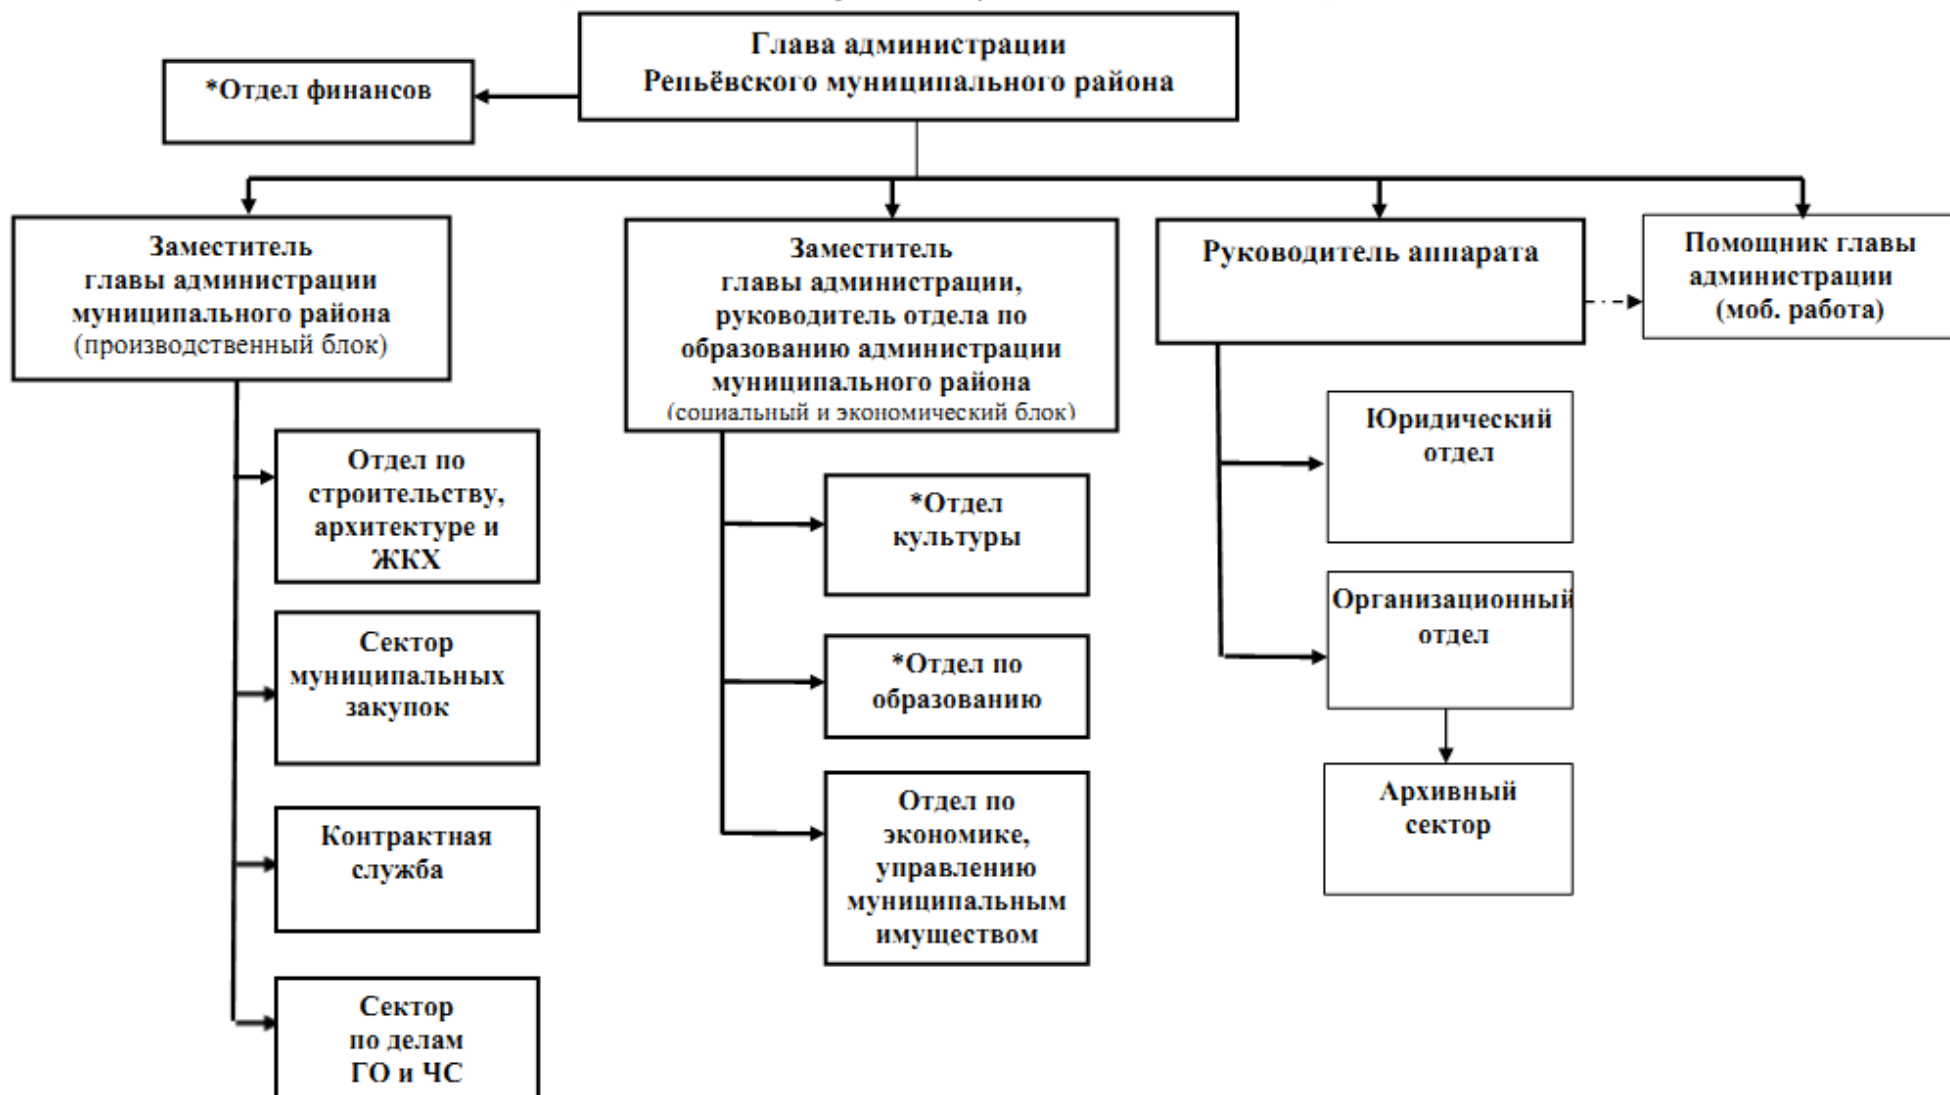 Глава администрации
Репьёвского муниципального района
*Отдел финансов
Заместитель
главы администрации
муниципального района
(производственный блок)
Заместитель
главы администрации,
руководитель отдела по
образованию администрации
муниципального района
(социальный и экономический блок)
Руководитель аппарата
Помощник главы
администрации
(моб. работа)
Отдел по
строительству,
архитектуре и
ЖКХ
Сектор
муниципальных
закупок
Контрактная
служба
Сектор
по делам
ГО и ЧС
*Отдел
культуры
*Отдел по
образованию
Отдел по
экономике,
управлению
муниципальным
имуществом
Юридический
отдел
Организационный
отдел
Архивный
сектор